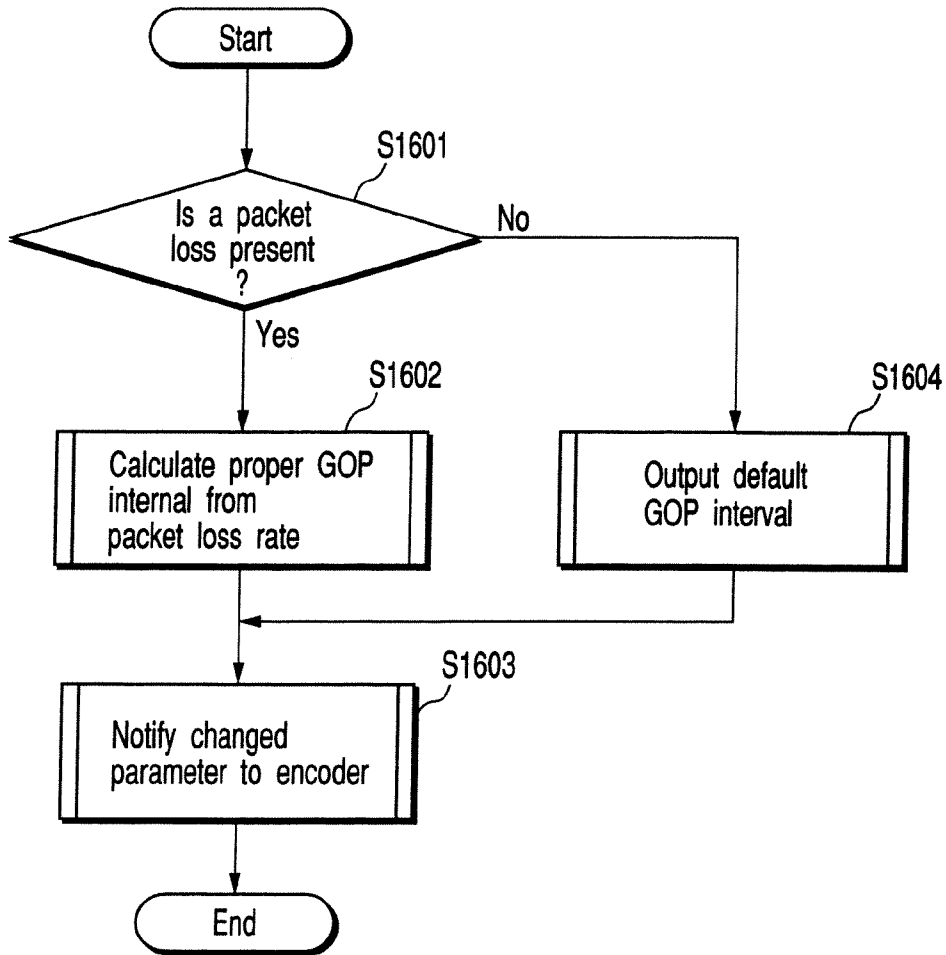 Start
S1601
Is a packet
loss present
?
No
Yes
S1602
Calculate proper GOP
internal from
packet loss rate
S1604
Output default
GOP interval
S1603
Notify changed
parameter to encoder
End